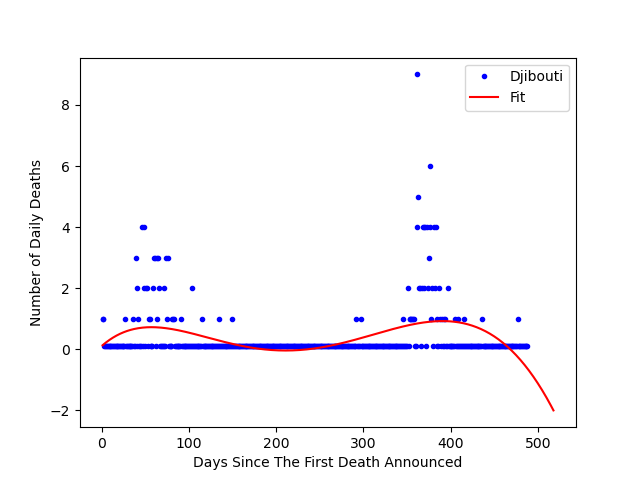 Djibouti
Fit
Number of Daily Deaths
8
6
4
2
0
−2
0 100 200 300 400 500
Days Since The First Death Announced